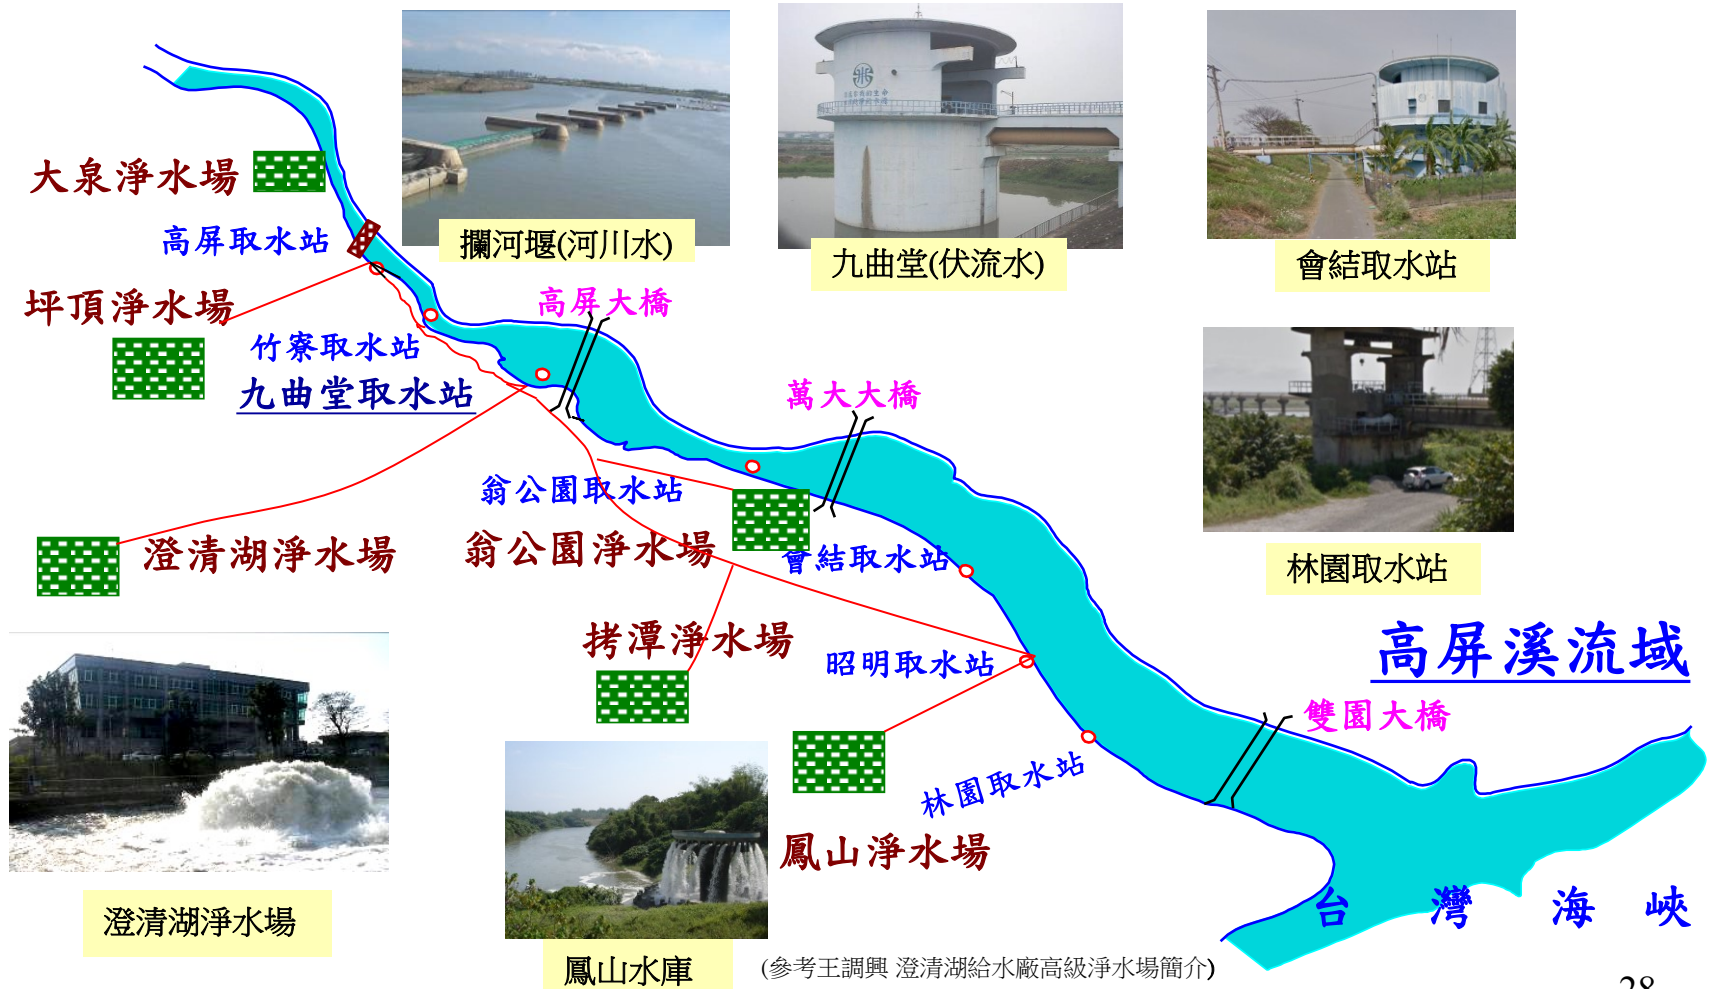 攔河堰(河川水)
九曲堂(伏流水)
會結取水站
大泉淨水場
高屏取水站
坪頂淨水場
高屏大橋
竹寮取水站
九曲堂取水站
萬大大橋
翁公園取水站
澄清湖淨水場
翁公園淨水場
會結取水站
林園取水站
拷潭淨水場
昭明取水站
高屏溪流域
雙園大橋
林園取水站
鳳山淨水場
台灣海峽
澄清湖淨水場
鳳山水庫
(參考王調興 澄清湖給水廠高級淨水場簡介)
28